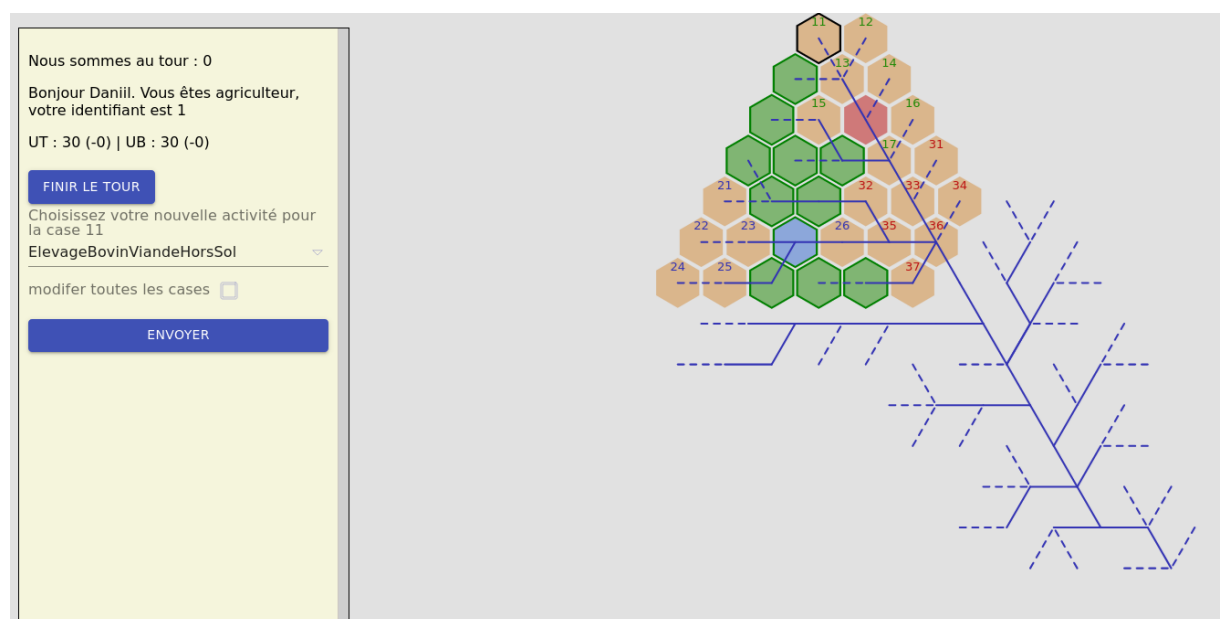 Nous sommes au tour : 0
Bonjour Daniil. Vous êtes agriculteur,
votre identifiant est 1
UT : 30 (-0) | UB : 30 (-0)
FINIR LE TOUR
Choisissez votre nouvelle activité pour
la case 11
ElevageBovinViandeHorsSol
modifer toutes les cases
ENVOYER
11 12
13 14
15 16
17 31
21 32 33 34
22 23 26 35 36
24 25 37